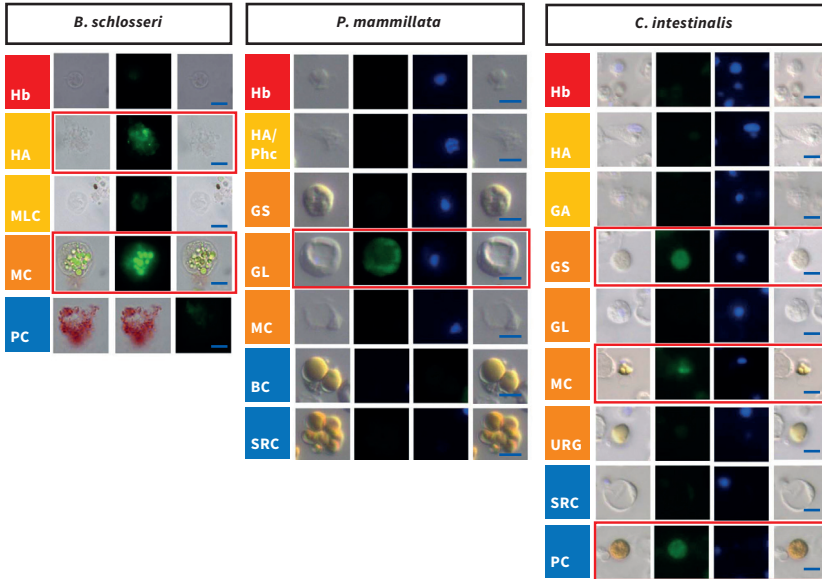 B. schlosseri
Hb
HA
MLC
MC
PC
P. mammillata
Hb
HA/
Phc
GS
GL
MC
BC
SRC
C. intestinalis
Hb
HA
GA
GS
GL
MC
URG
SRC
PC